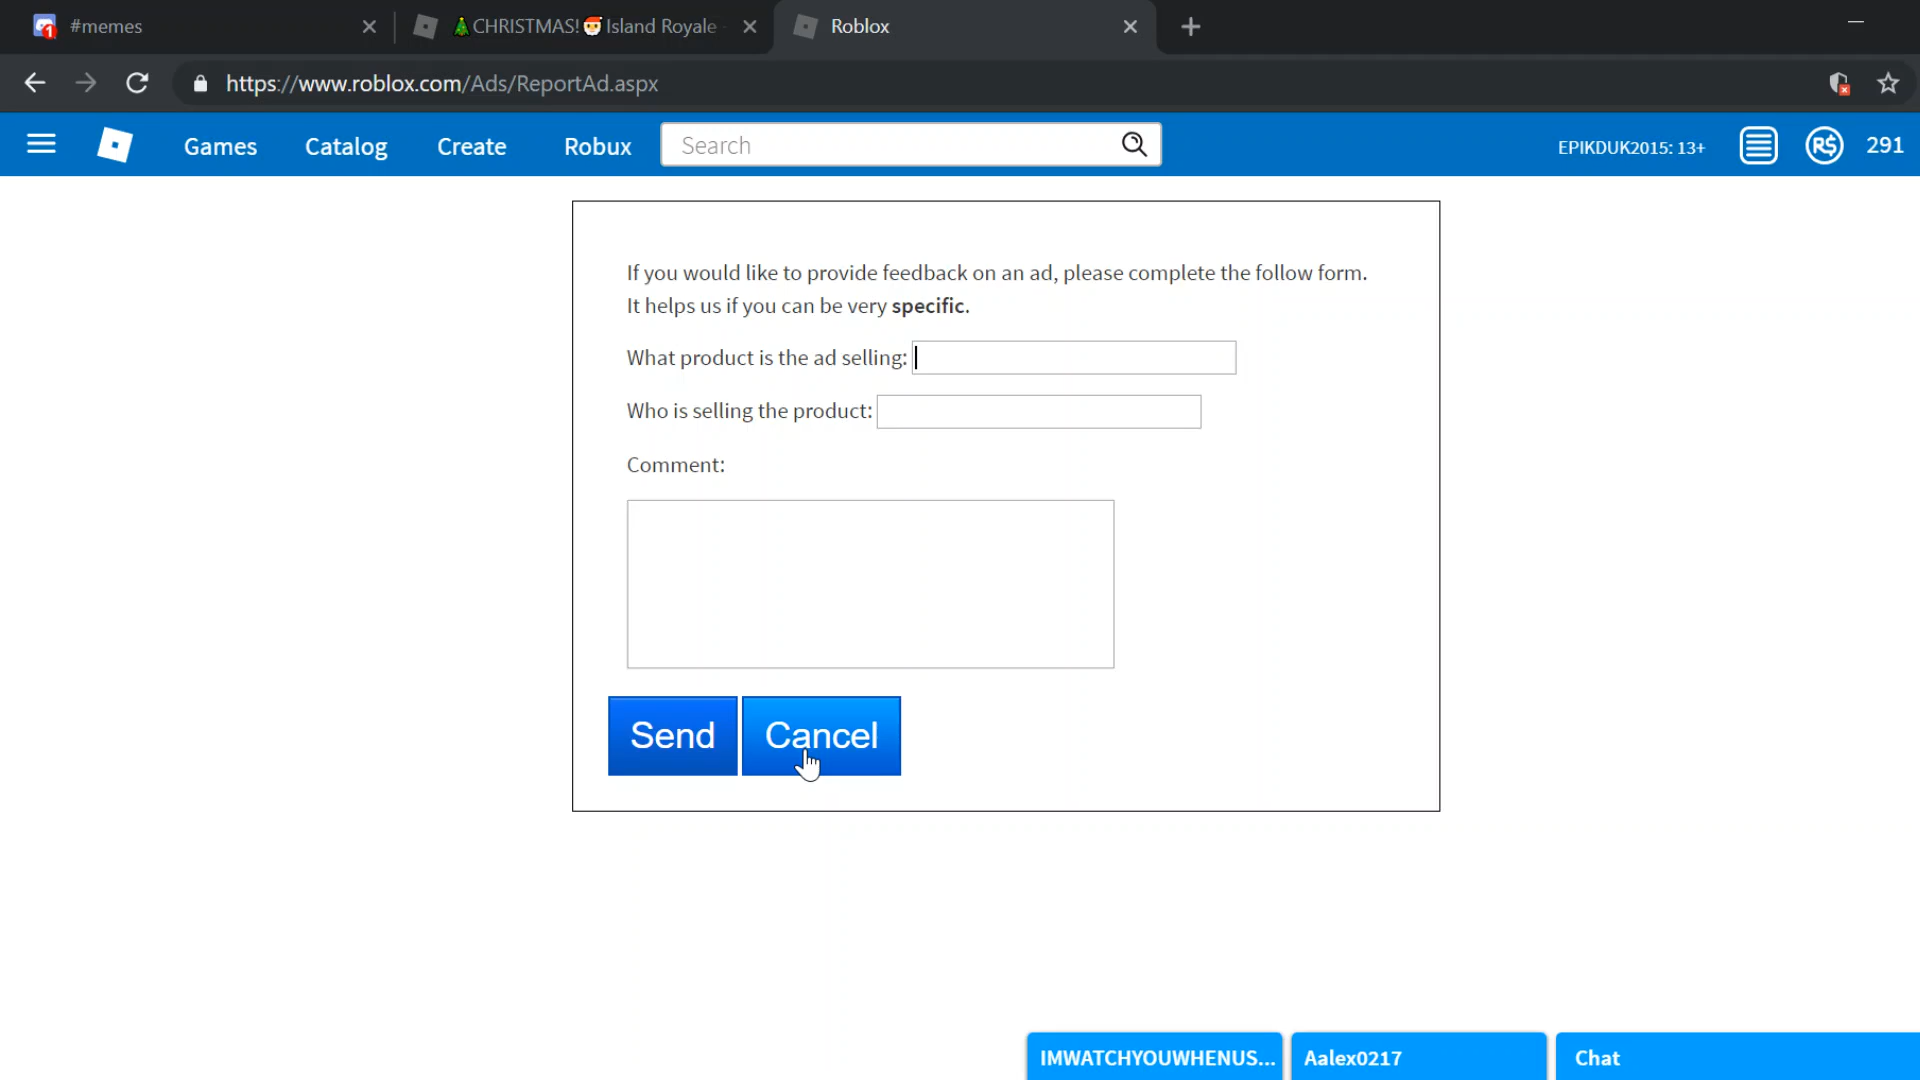 1 #memes
🎄CHRISTMAS!🎅Island Royale -
Roblox
https://www.roblox.com/Ads/ReportAd.aspx
Games Catalog Create Robux Search EPIKDUK2015: 13+ R$ 291
If you would like to provide feedback on an ad, please complete the follow form.
It helps us if you can be very specific.
What product is the ad selling:
Who is selling the product:
Comment:
Send Cancel
IMWATCHYOUWHENUS... Aalex0217 Chat